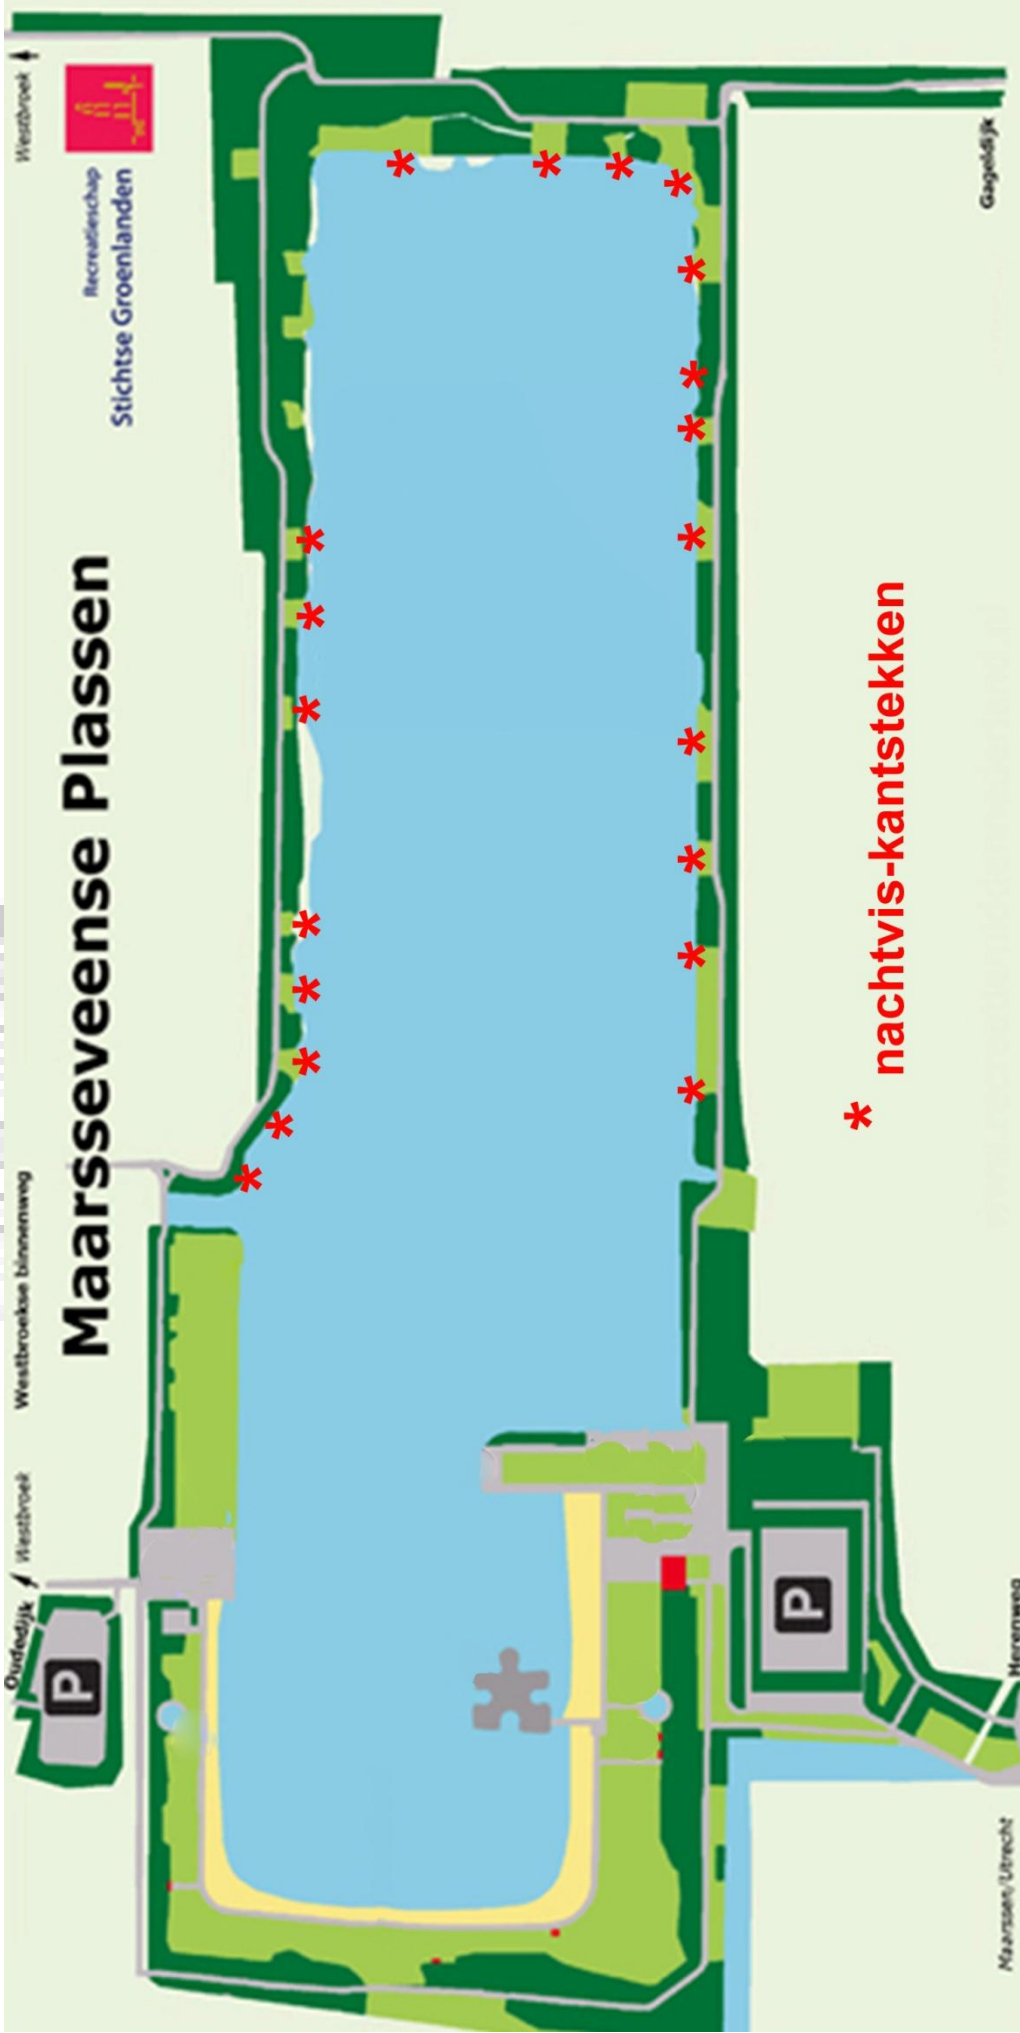 Westbroek
Recreatieschap
Stichtse Groenlanden
Maarsseveense Plassen
Westbroekse binnenweg
Westbroek
Oudedijk
P
Gageldijk
* nachtvis-kantstekken
P
Herenweg
Maarssen/Utrecht